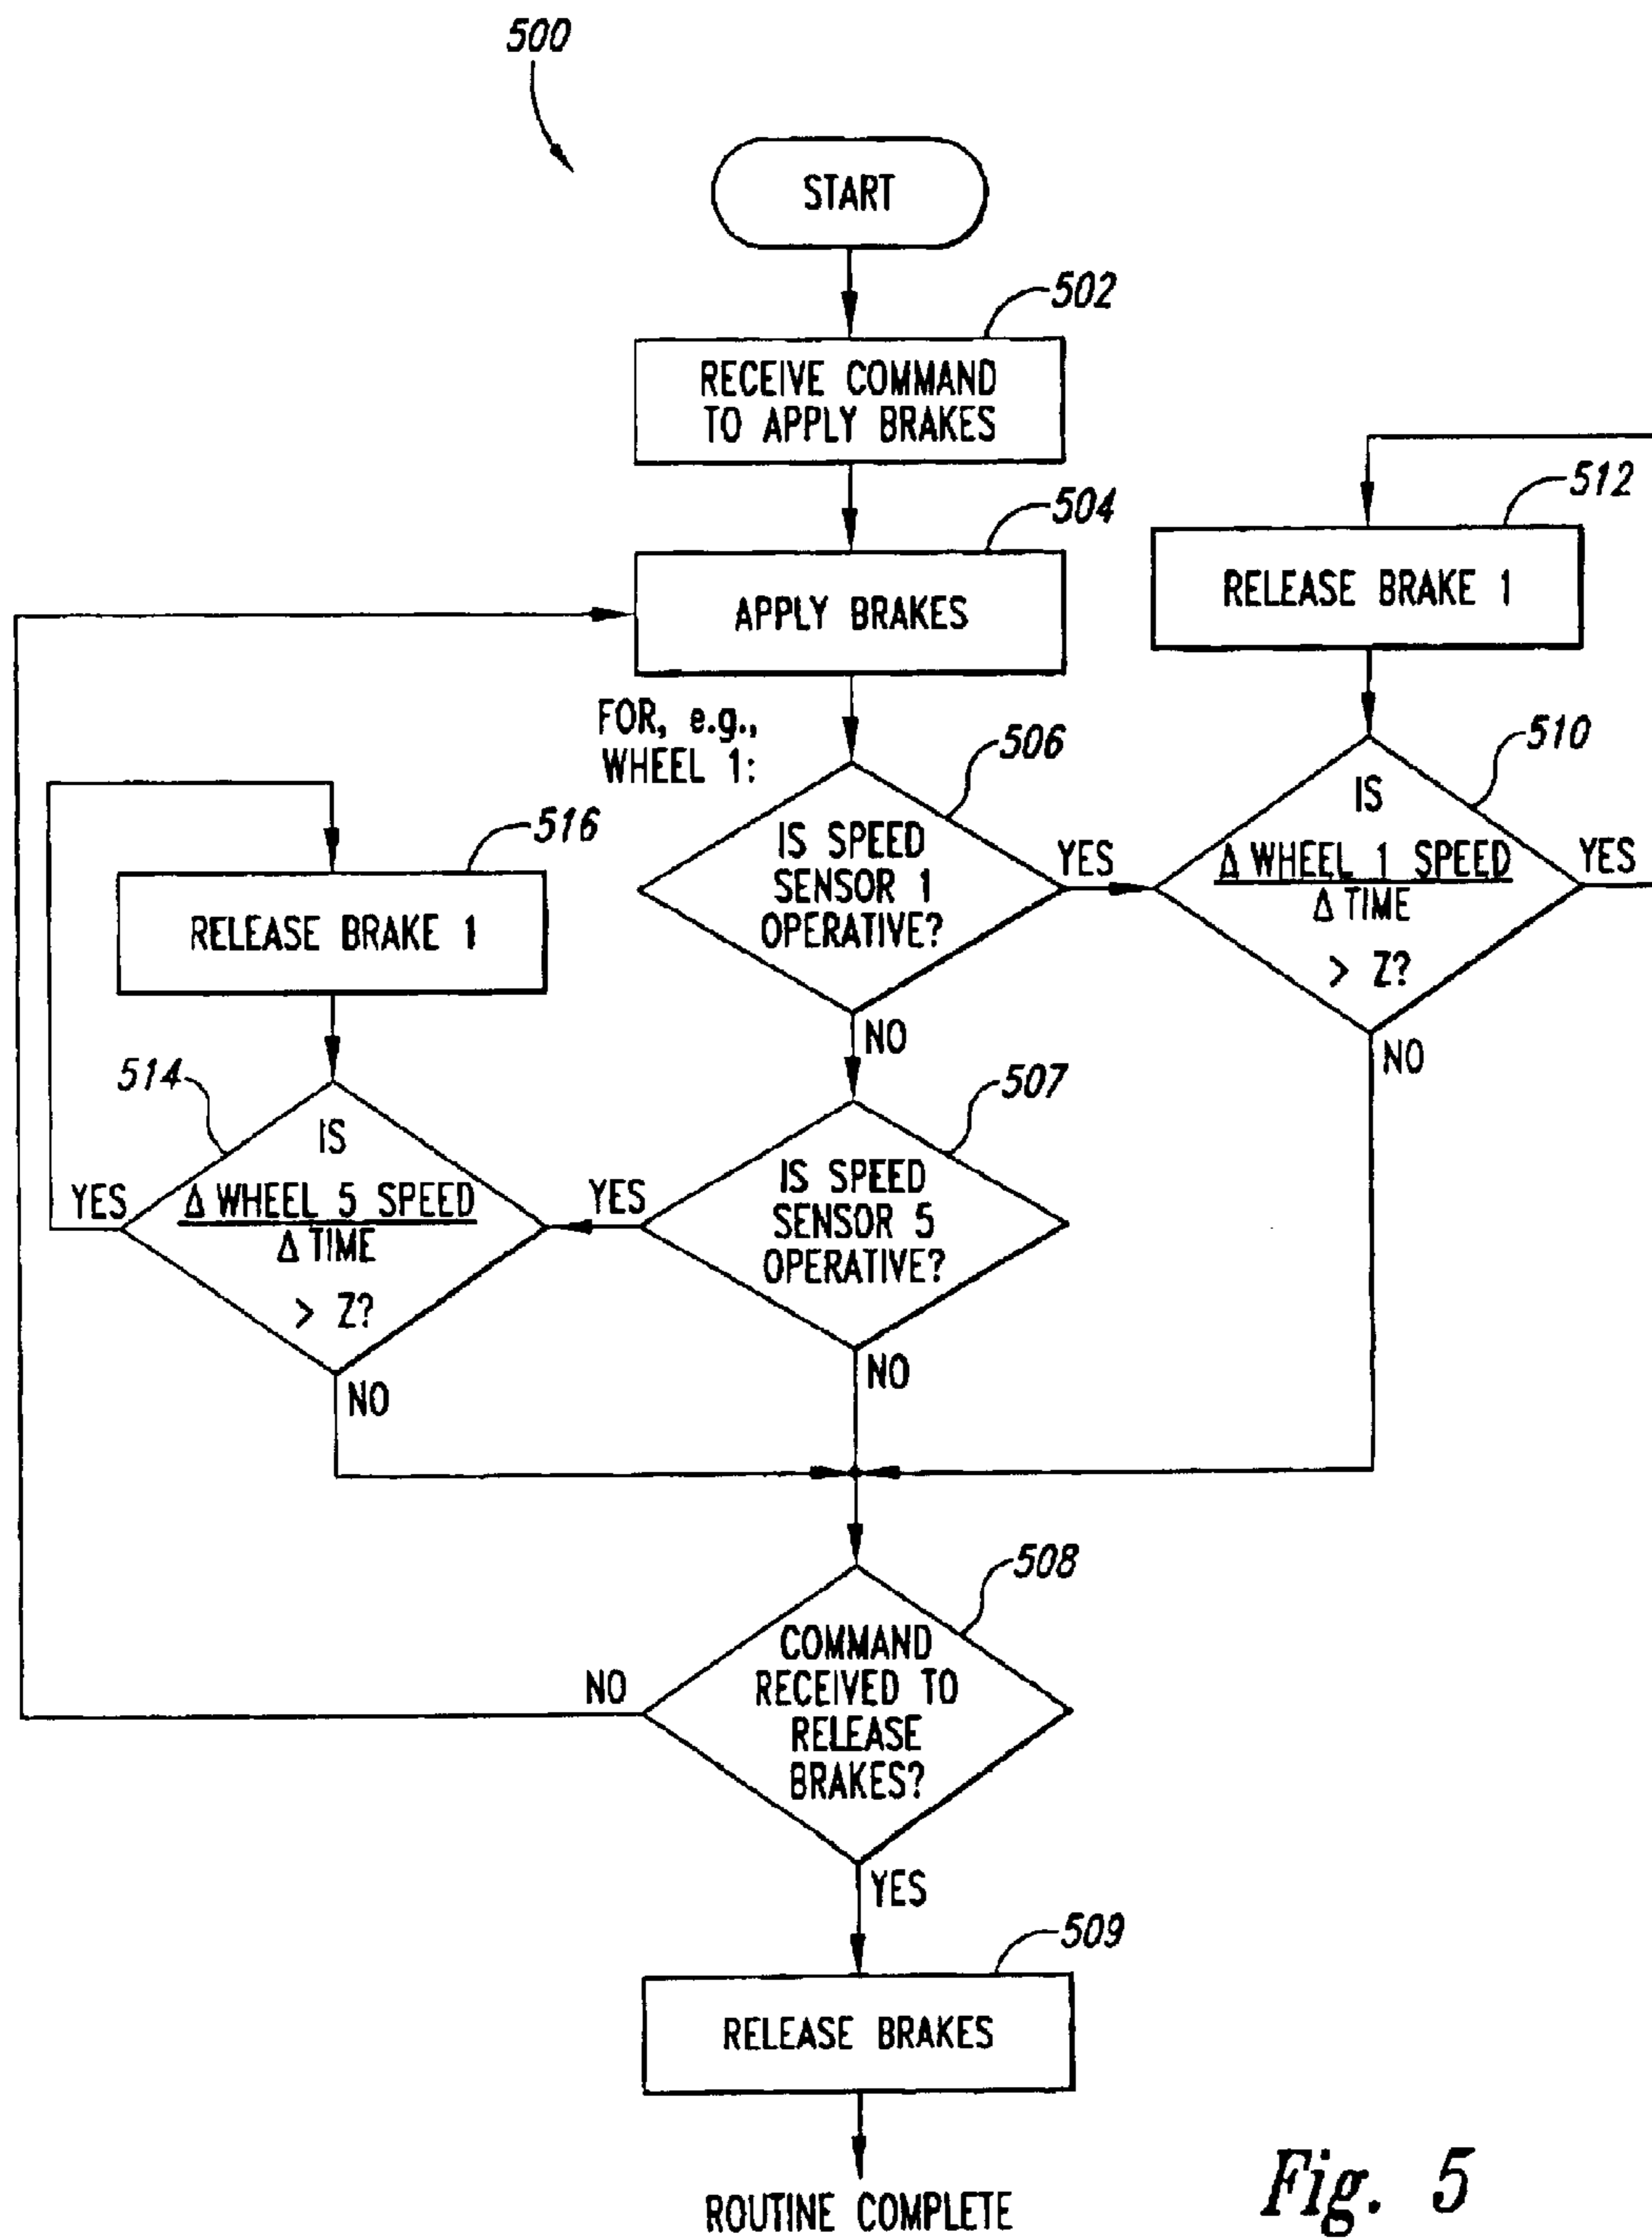 500
START
502
RECEIVE COMMAND
TO APPLY BRAKES
504
APPLY BRAKES
512
RELEASE BRAKE 1
FOR, e.g.,
WHEEL 1:
506
IS SPEED
SENSOR 1
OPERATIVE?
YES
NO
510
IS
Δ WHEEL 1 SPEED
Δ TIME
> Z?
YES
NO
516
RELEASE BRAKE 1
514
IS
Δ WHEEL 5 SPEED
Δ TIME
> Z?
YES
NO
507
IS SPEED
SENSOR 5
OPERATIVE?
YES
NO
508
COMMAND
RECEIVED TO
RELEASE
BRAKES?
NO
YES
509
RELEASE BRAKES
ROUTINE COMPLETE
Fig. 5